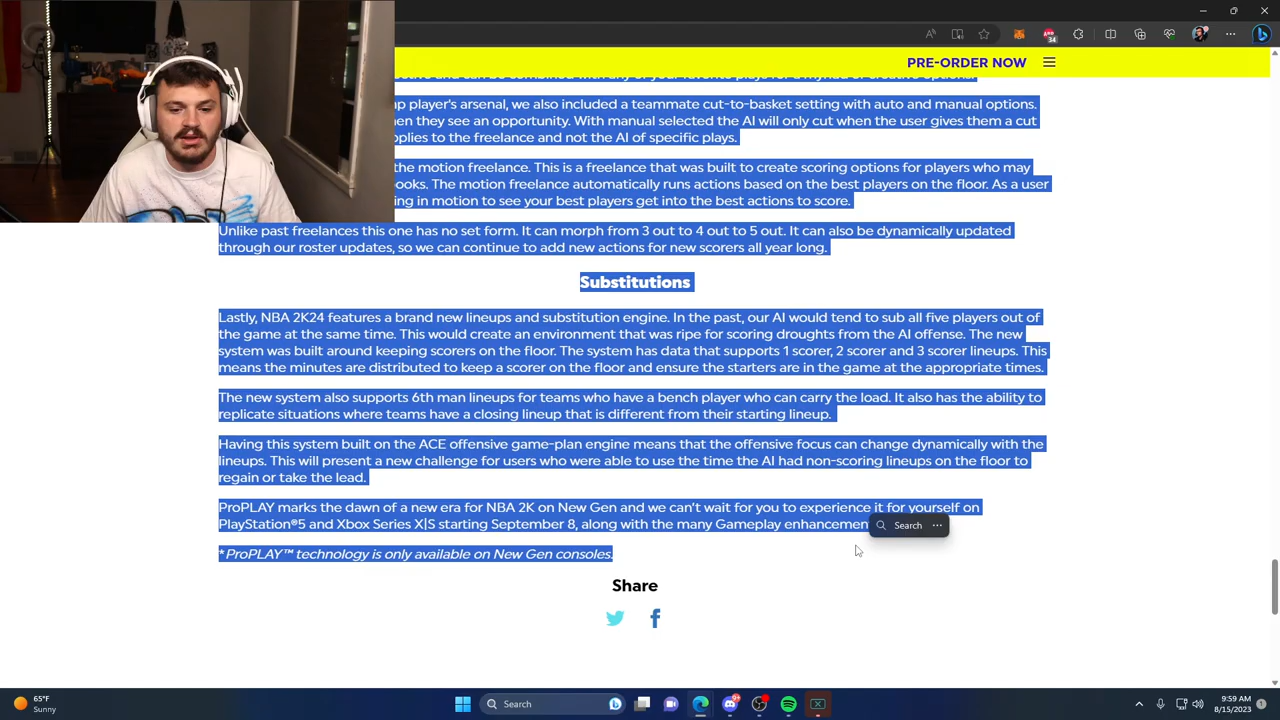 34
PRE-ORDER NOW
p player's arsenal, we also included a teammate cut-to-basket setting with auto and manual options.
en they see an opportunity. With manual selected the AI will only cut when the user gives them a cut
plies to the freelance and not the AI of specific plays.
the motion freelance. This is a freelance that was built to create scoring options for players who may
ooks. The motion freelance automatically runs actions based on the best players on the floor. As a user
ing in motion to see your best players get into the best actions to score.
Unlike past freelances this one has no set form. It can morph from 3 out to 4 out to 5 out. It can also be dynamically updated
through our roster updates, so we can continue to add new actions for new scorers all year long.
Substitutions
Lastly, NBA 2K24 features a brand new lineups and substitution engine. In the past, our AI would tend to sub all five players out of
the game at the same time. This would create an environment that was ripe for scoring droughts from the AI offense. The new
system was built around keeping scorers on the floor. The system has data that supports 1 scorer, 2 scorer and 3 scorer lineups. This
means the minutes are distributed to keep a scorer on the floor and ensure the starters are in the game at the appropriate times.
The new system also supports 6th man lineups for teams who have a bench player who can carry the load. It also has the ability to
replicate situations where teams have a closing lineup that is different from their starting lineup.
Having this system built on the ACE offensive game-plan engine means that the offensive focus can change dynamically with the
lineups. This will present a new challenge for users who were able to use the time the AI had non-scoring lineups on the floor to
regain or take the lead.
ProPLAY marks the dawn of a new era for NBA 2K on New Gen and we can't wait for you to experience it for yourself on
PlayStation®5 and Xbox Series X|S starting September 8, along with the many Gameplay enhancemen
Search
*ProPLAY™ technology is only available on New Gen consoles.
Share
65°F
Sunny
Search
9:59 AM
8/15/2023